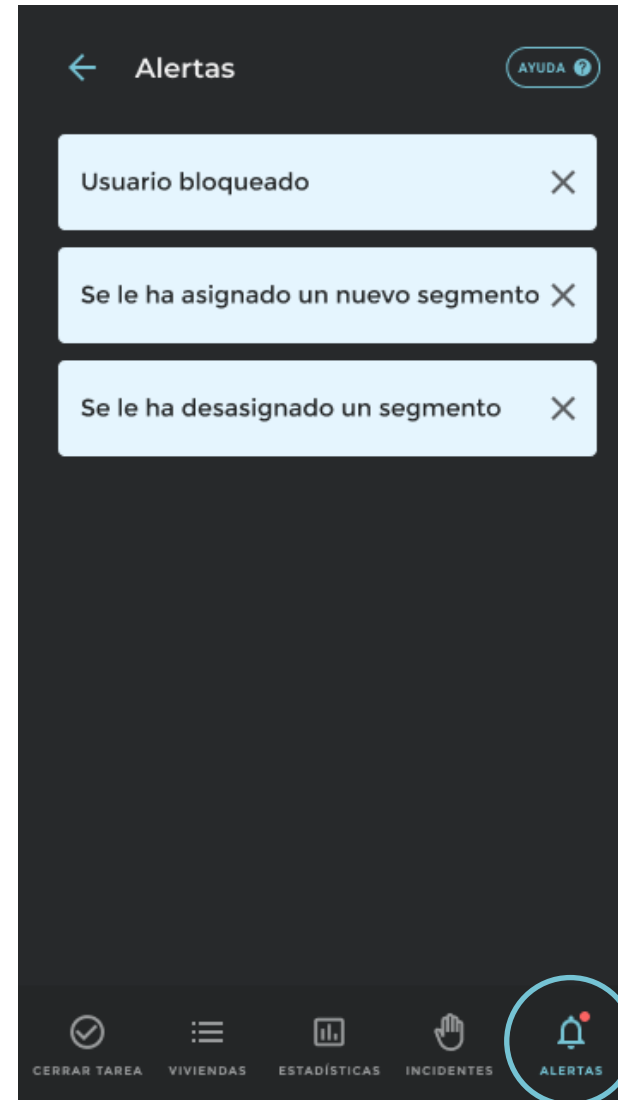 Alertas
AYUDA ?
Usuario bloqueado
Se le ha asignado un nuevo segmento
Se le ha desasignado un segmento
CERRAR TAREA
VIVIENDAS
ESTADÍSTICAS
INCIDENTES
ALERTAS